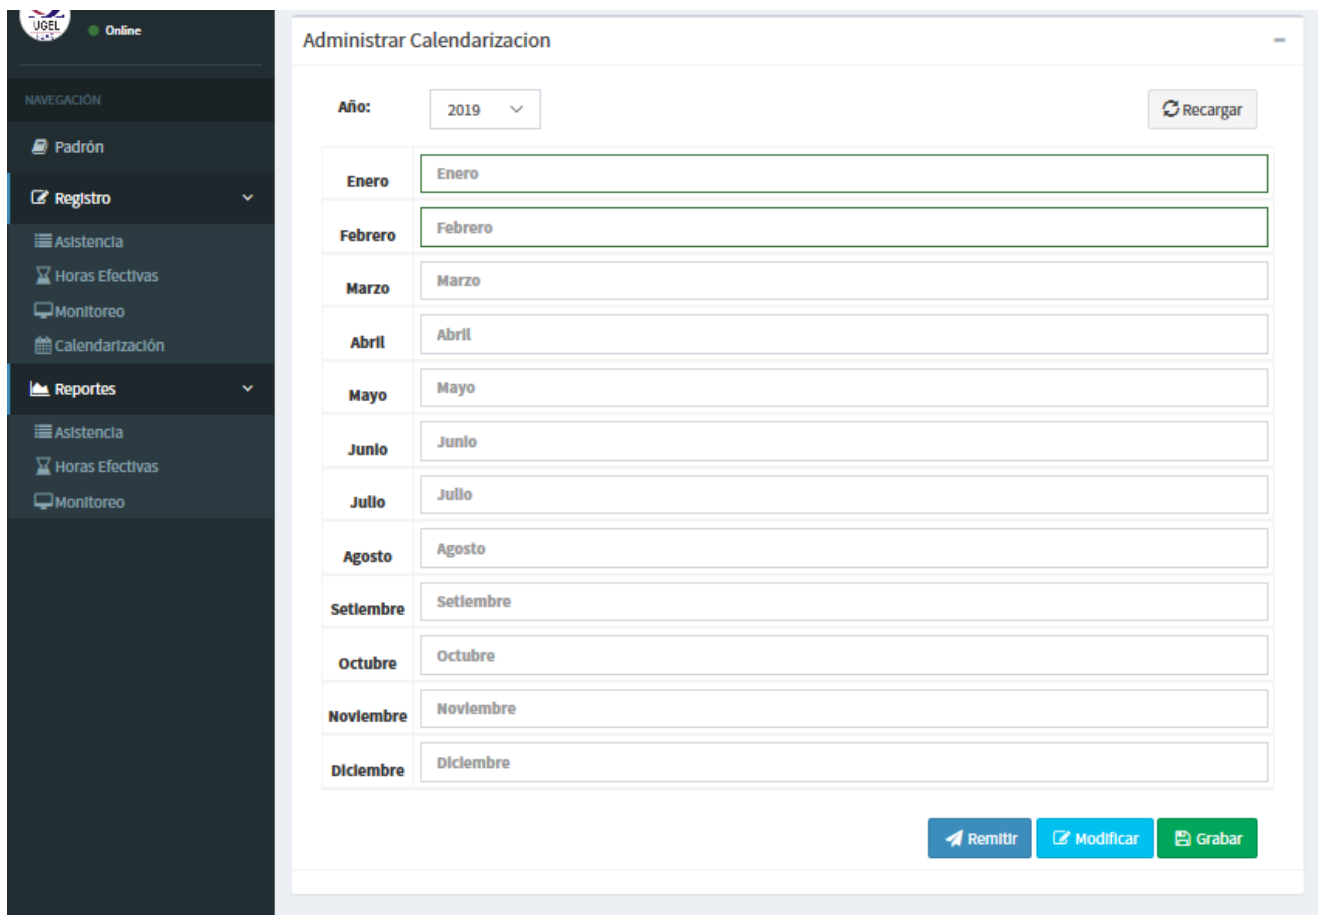 UGEL
Online
NAVEGACIÓN
Padrón
Registro
Asistencia
Horas Efectivas
Monitoreo
Calendarización
Reportes
Asistencia
Horas Efectivas
Monitoreo
Administrar Calendarizacion
Año: 2019 Recargar
Enero Enero
Febrero Febrero
Marzo Marzo
Abril Abril
Mayo Mayo
Junio Junio
Julio Julio
Agosto Agosto
Setiembre Setiembre
Octubre Octubre
Noviembre Noviembre
Diciembre Diciembre
Remitir Modificar Grabar